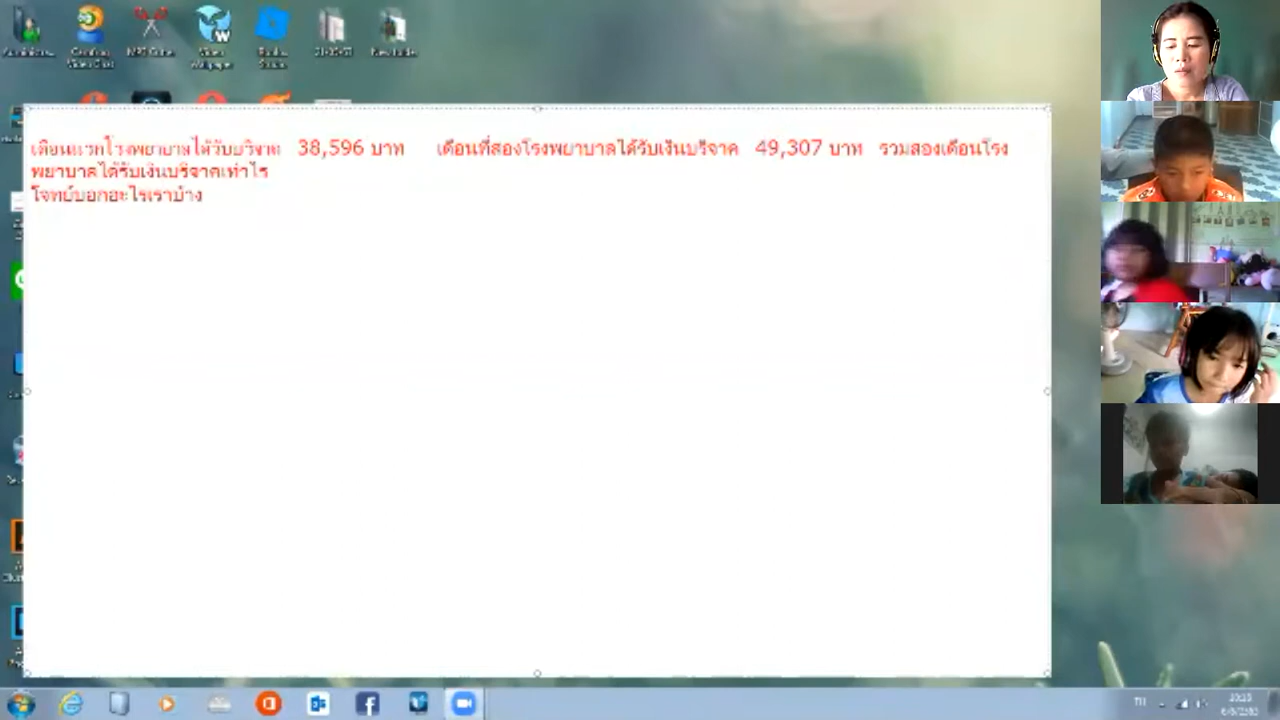 เดือนแรกโรงพยาบาลได้รับบริจาค 38,596 บาท เดือนที่สองโรงพยาบาลได้รับเงินบริจาค 49,307 บาท รวมสองเดือนโรง
พยาบาลได้รับเงินบริจาคเท่าไร
โจทย์บอกอะไรเราบ้าง
TH